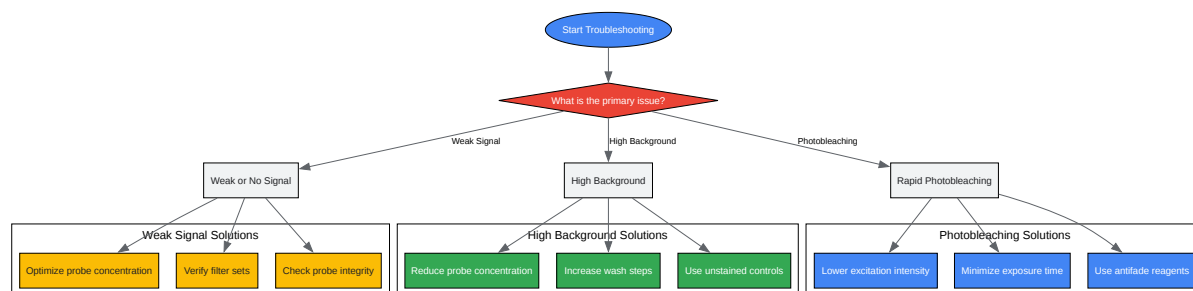 Start Troubleshooting
What is the primary issue?
Weak Signal
High Background
Photobleaching
Weak or No Signal
High Background
Rapid Photobleaching
Weak Signal Solutions
High Background Solutions
Photobleaching Solutions
Optimize probe concentration
Verify filter sets
Check probe integrity
Reduce probe concentration
Increase wash steps
Use unstained controls
Lower excitation intensity
Minimize exposure time
Use antifade reagents